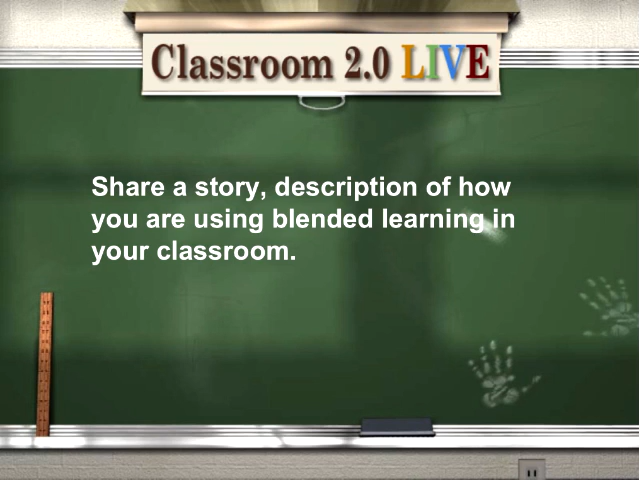 Classroom 2.0 LIVE
Share a story, description of how
you are using blended learning in
your classroom.